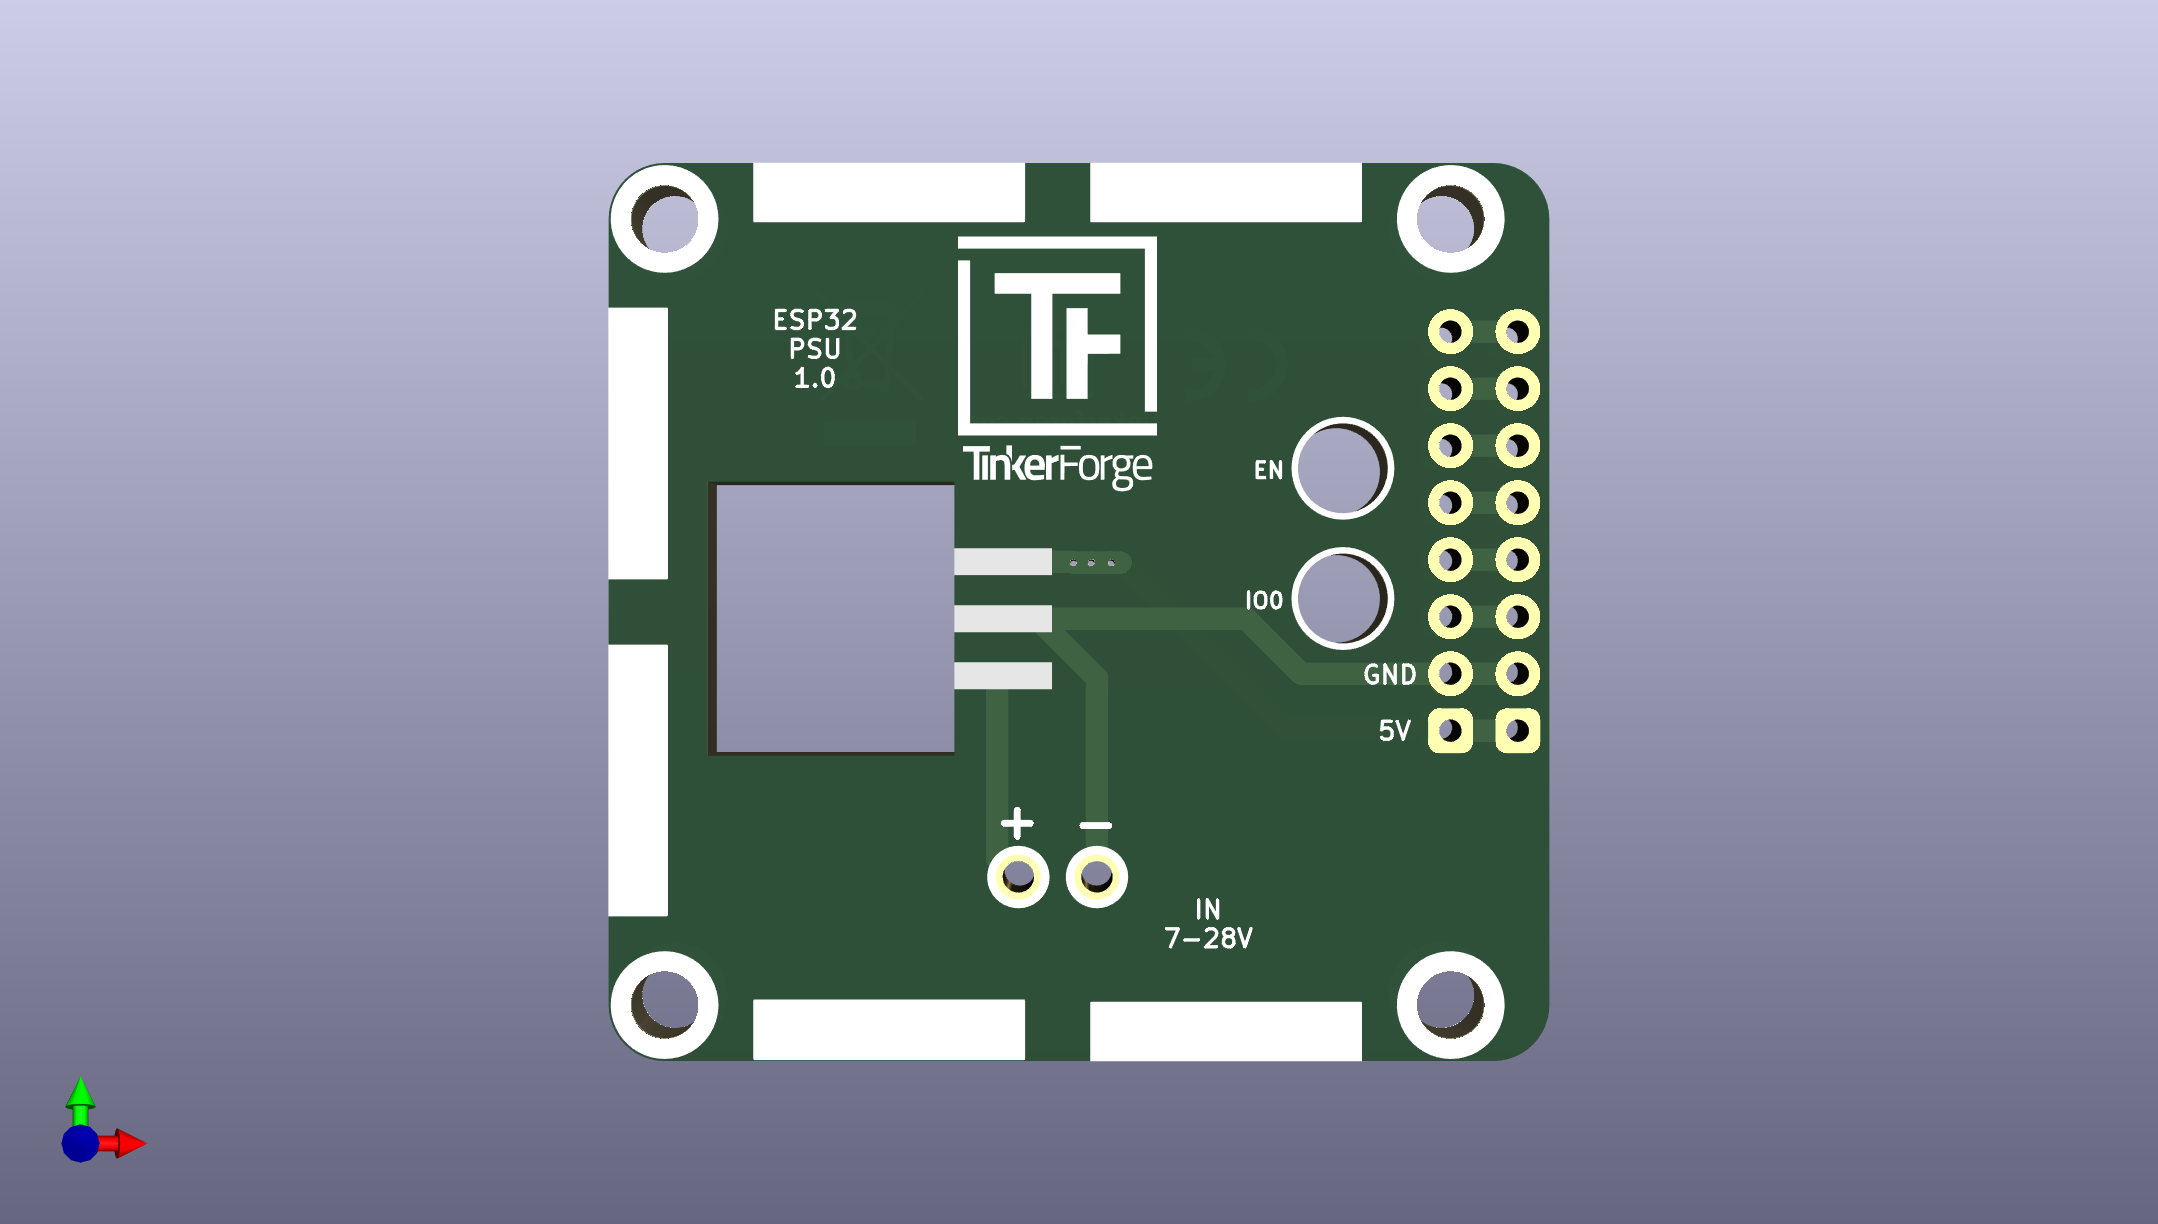 TF
ESP32
PSU
1.0
TinkerForge
EN
IO0
GND
5V
+ −
IN
7-28V